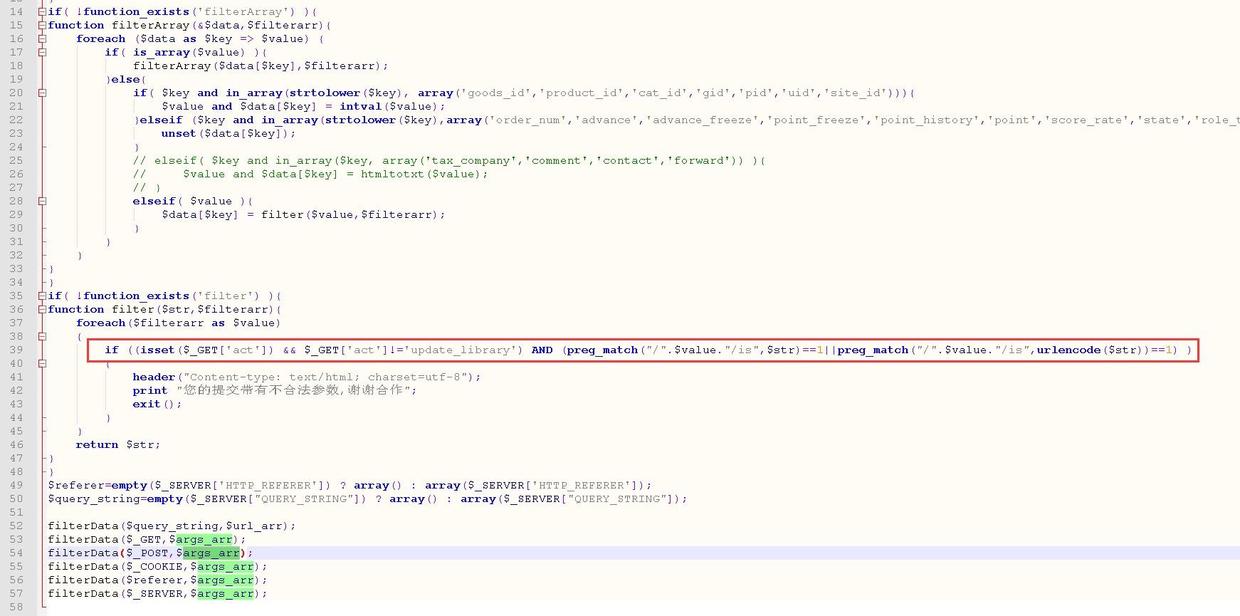 14 if( !function_exists('filterArray') ){
15 function filterArray(&$data,$filterarr){
16 foreach ($data as $key => $value) {
17 if( is_array($value) ){
18 filterArray($data[$key],$filterarr);
19 }else{
20 if( $key and in_array(strtolower($key), array('goods_id','product_id','cat_id','gid','pid','uid','site_id'))){
21 $value and $data[$key] = intval($value);
22 }elseif ($key and in_array(strtolower($key),array('order_num','advance','advance_freeze','point_freeze','point_history','point','score_rate','state','role_t
23 unset($data[$key]);
24 }
25 // elseif( $key and in_array($key, array('tax_company','comment','contact','forward')) ){
26 // $value and $data[$key] = htmltotxt($value);
27 // }
28 elseif( $value ){
29 $data[$key] = filter($value,$filterarr);
30 }
31 }
32 }
33 }
34 }
35 if( !function_exists('filter') ){
36 function filter($str,$filterarr){
37 foreach($filterarr as $value)
38 {
39 if ((isset($_GET['act']) && $_GET['act']!='update_library') AND (preg_match("/".$value."/is",$str)==1||preg_match("/".$value."/is",urlencode($str))==1) )
40 {
41 header("Content-type: text/html; charset=utf-8");
42 print "您的提交带有不合法参数,谢谢合作";
43 exit();
44 }
45 }
46 return $str;
47 }
48 }
49 $referer=empty($_SERVER['HTTP_REFERER']) ? array() : array($_SERVER['HTTP_REFERER']);
50 $query_string=empty($_SERVER["QUERY_STRING"]) ? array() : array($_SERVER["QUERY_STRING"]);
51
52 filterData($query_string,$url_arr);
53 filterData($_GET,$args_arr);
54 filterData($_POST,$args_arr);
55 filterData($_COOKIE,$args_arr);
56 filterData($referer,$args_arr);
57 filterData($_SERVER,$args_arr);
58